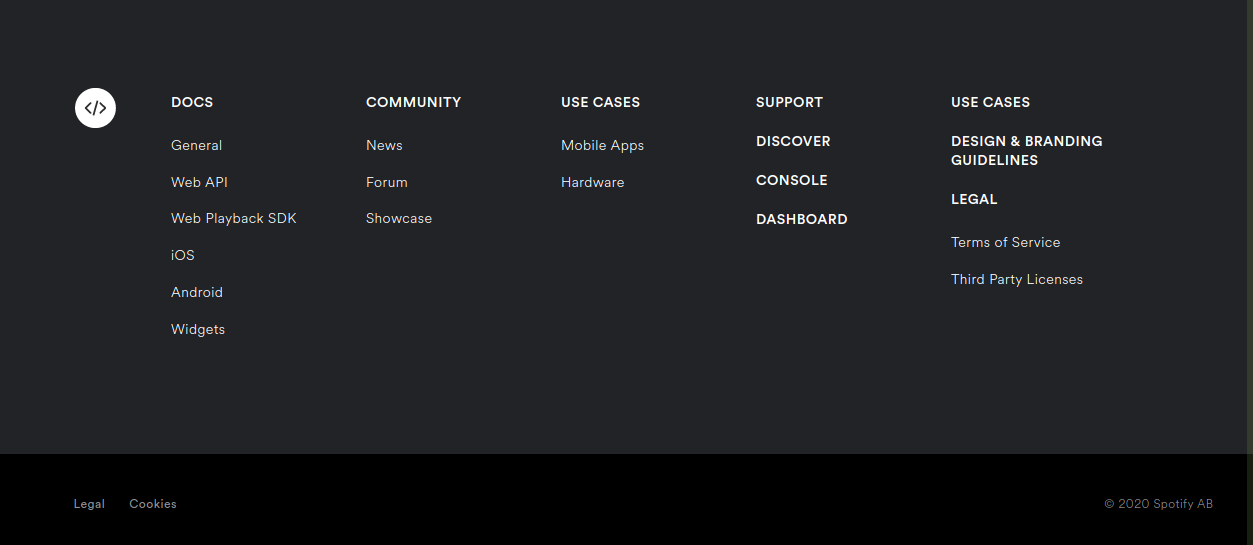 </>
DOCS
General
Web API
Web Playback SDK
iOS
Android
Widgets
COMMUNITY
News
Forum
Showcase
USE CASES
Mobile Apps
Hardware
SUPPORT
DISCOVER
CONSOLE
DASHBOARD
USE CASES
DESIGN & BRANDING
GUIDELINES
LEGAL
Terms of Service
Third Party Licenses
Legal
Cookies
© 2020 Spotify AB